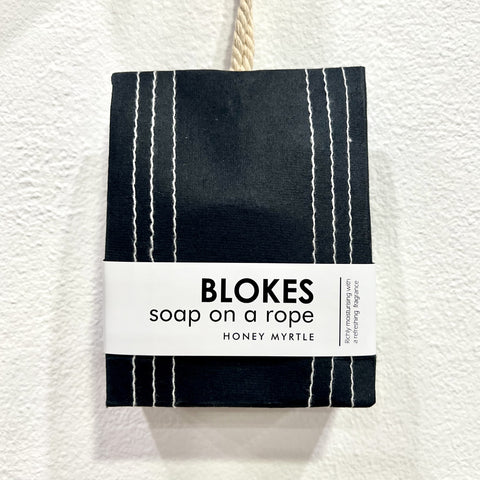 BLOKES
soap on a rope
HONEY MYRTLE
Richly moisturising with
a refreshing fragrance